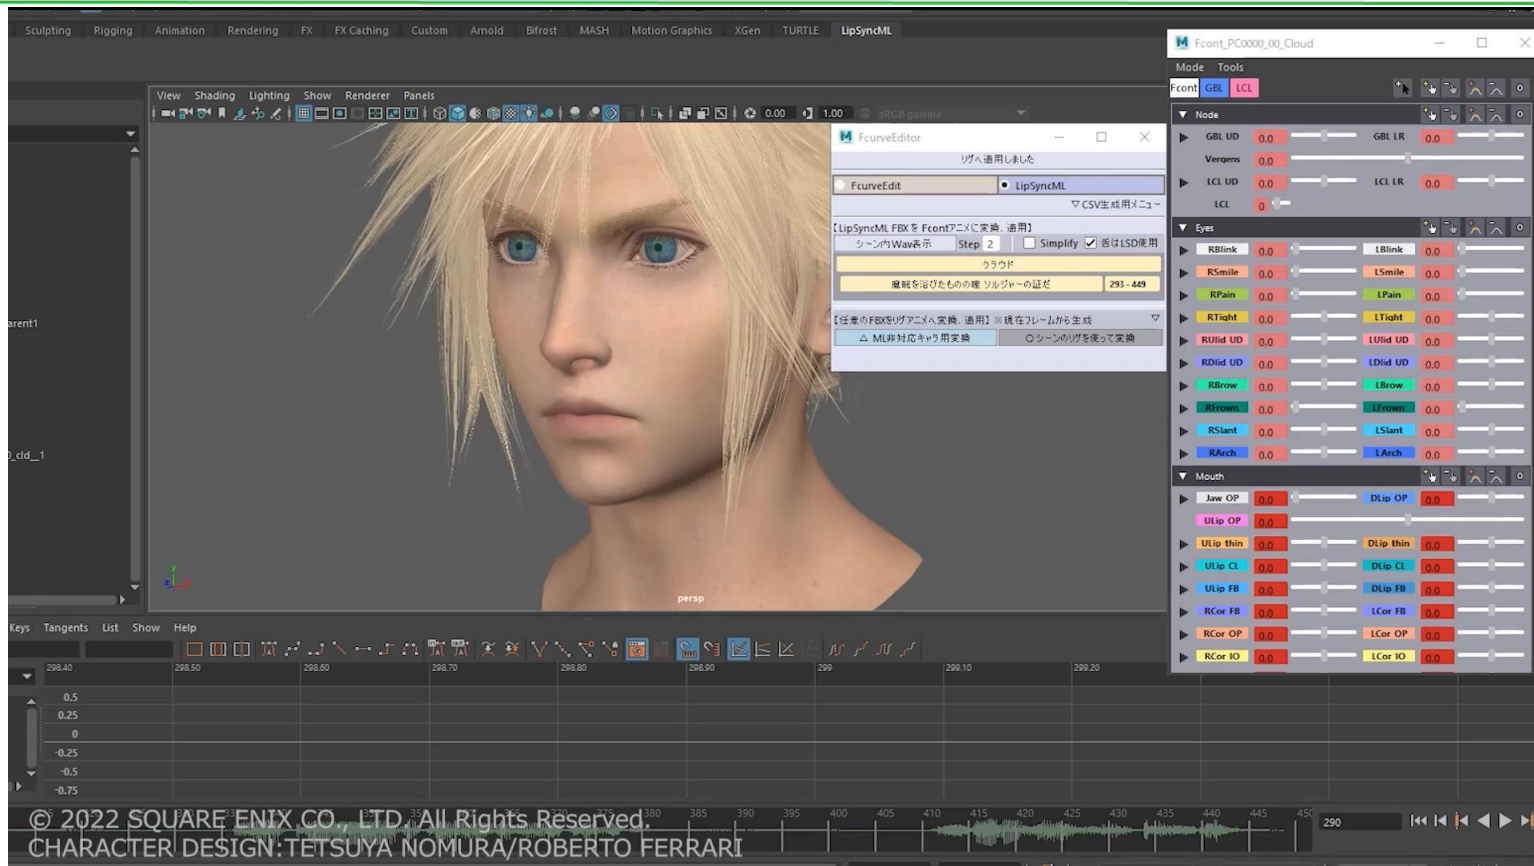 Sculpting Rigging Animation Rendering FX FX Caching Custom Arnold Bifrost MASH Motion Graphics XGen TURTLE LipSyncML
View Shading Lighting Show Renderer Panels
0.00 1.00 sRGB gamma
arent1
0_cld__1
persp
FcurveEditor
リグへ適用しました
FcurveEdit LipSyncML
▽CSV生成用メニュー
【LipSyncML FBX を Fcontアニメに変換、適用】
シーン内Wav表示 Step 2 Simplify 舌はLSD使用
クラウド
魔晄を浴びたものの瞳 ソルジャーの証だ 293 - 449
【任意のFBXをリグアニメへ変換、適用】※現在フレームから生成 ▽
△ ML非対応キャラ用変換 ○シーンのリグを使って変換
Fcont_PC0000_00_Cloud
Mode Tools
Fcont GBL LCL
Node
GBL UD 0.0 GBL LR 0.0
Vergens 0.0
LCL UD 0.0 LCL LR 0.0
LCL 0
Eyes
RBlink 0.0 LBlink 0.0
RSmile 0.0 LSmile 0.0
RPain 0.0 LPain 0.0
RTight 0.0 LTight 0.0
RUlid UD 0.0 LUlid UD 0.0
RDlid UD 0.0 LDlid UD 0.0
RBrow 0.0 LBrow 0.0
RFrown 0.0 LFrown 0.0
RSlant 0.0 LSlant 0.0
RArch 0.0 LArch 0.0
Mouth
Jaw OP 0.0 DLip OP 0.0
ULip OP 0.0
ULip thin 0.0 DLip thin 0.0
ULip CL 0.0 DLip CL 0.0
ULip FB 0.0 DLip FB 0.0
RCor FB 0.0 LCor FB 0.0
RCor OP 0.0 LCor OP 0.0
RCor IO 0.0 LCor IO 0.0
Keys Tangents List Show Help
298.40 298.50 298.60 298.70 298.80 298.90 299 299.10 299.20
0.5
0.25
0
-0.25
-0.5
-0.75
380 385 390 395 400 405 410 415 420 425 430 435 440 445 450
290
© 2022 SQUARE ENIX CO., LTD. All Rights Reserved.
CHARACTER DESIGN:TETSUYA NOMURA/ROBERTO FERRARI